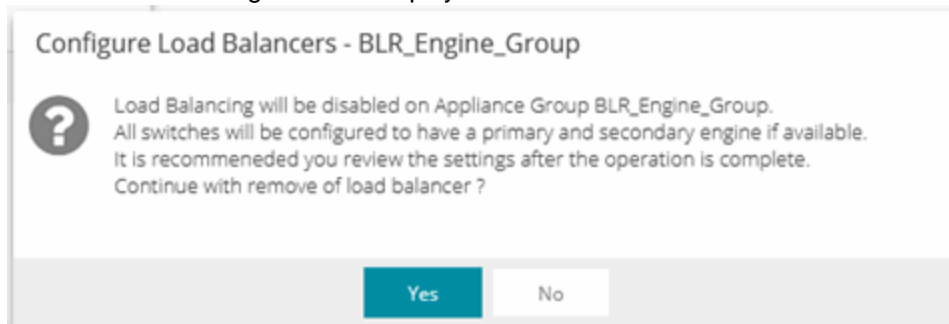 Configure Load Balancers - BLR_Engine_Group
Load Balancing will be disabled on Appliance Group BLR_Engine_Group.
All switches will be configured to have a primary and secondary engine if available.
It is recommeneded you review the settings after the operation is complete.
Continue with remove of load balancer ?
Yes No